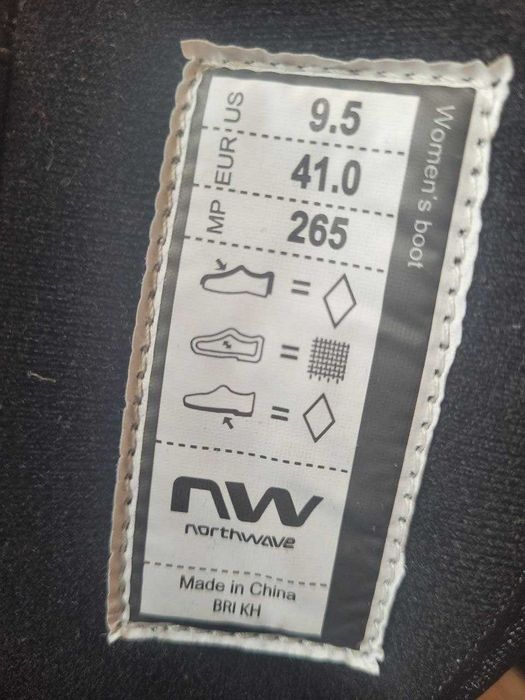 US 9.5
EUR 41.0
MP 265
=
=
=
nw
northwave
Made in China
BRI KH
Women's boot